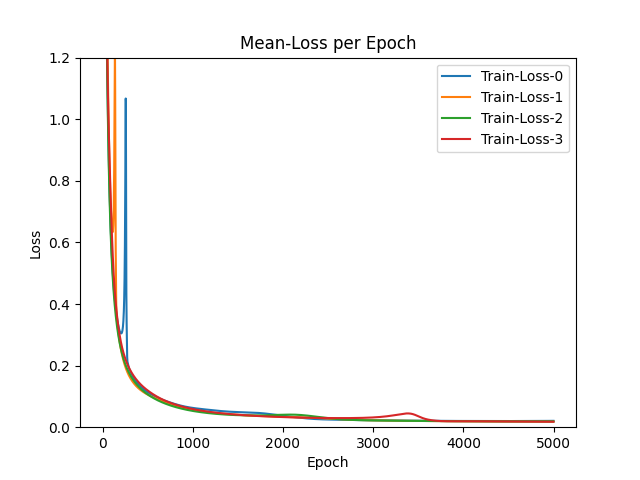 Mean-Loss per Epoch
1.2
1.0
0.8
0.6
0.4
0.2
0.0
Loss
Train-Loss-0
Train-Loss-1
Train-Loss-2
Train-Loss-3
0 1000 2000 3000 4000 5000
Epoch